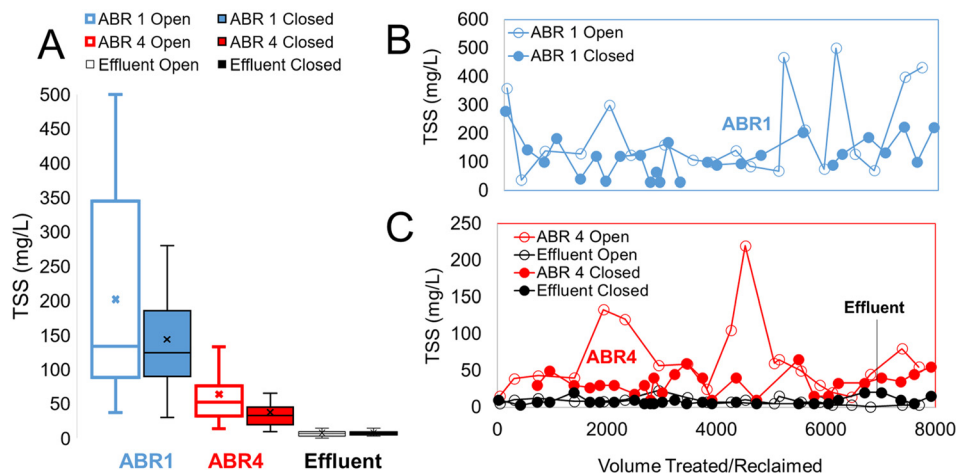 A
ABR 1 Open
ABR 1 Closed
ABR 4 Open
ABR 4 Closed
Effluent Open
Effluent Closed
TSS (mg/L)
500
450
400
350
300
250
200
150
100
50
0
ABR1
ABR4
Effluent
B
TSS (mg/L)
600
500
400
300
200
100
0
ABR 1 Open
ABR 1 Closed
ABR1
C
TSS (mg/L)
250
200
150
100
50
0
ABR 4 Open
Effluent Open
ABR 4 Closed
Effluent Closed
ABR4
Effluent
0 2000 4000 6000 8000
Volume Treated/Reclaimed